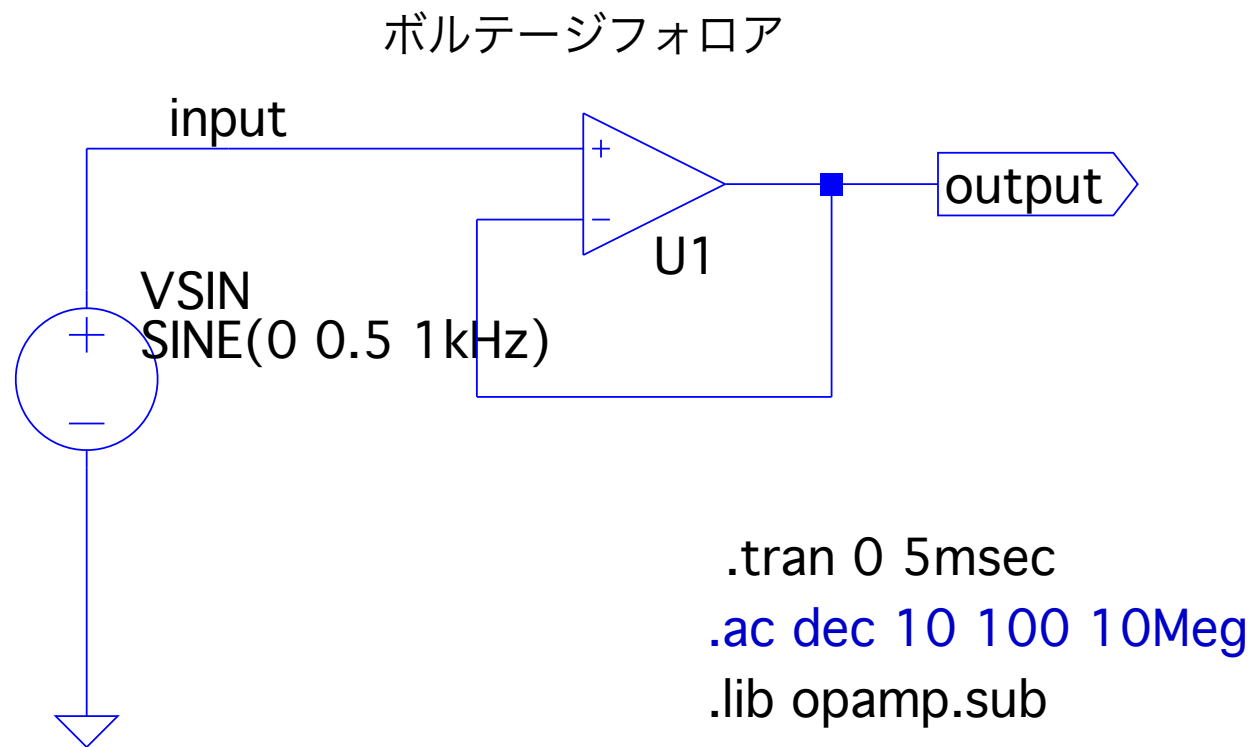 ボルテージフォロア
input
output
U1
VSIN
SINE(0 0.5 1kHz)
.tran 0 5msec
.ac dec 10 100 10Meg
.lib opamp.sub